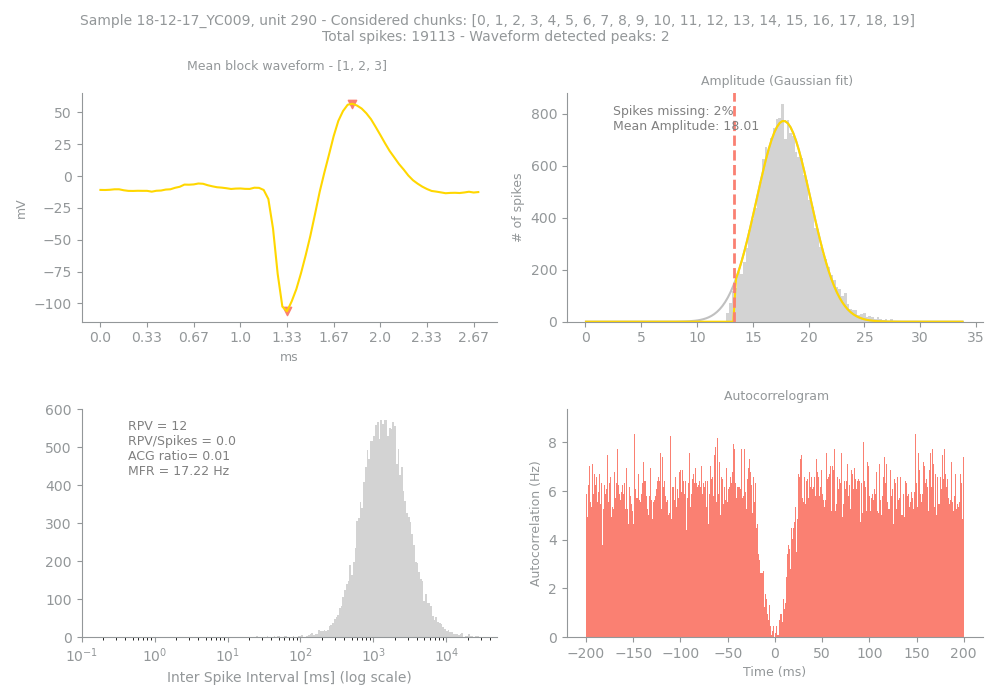 Sample 18-12-17_YC009, unit 290 - Considered chunks: [0, 1, 2, 3, 4, 5, 6, 7, 8, 9, 10, 11, 12, 13, 14, 15, 16, 17, 18, 19]
Total spikes: 19113 - Waveform detected peaks: 2
Mean block waveform - [1, 2, 3]
50
25
0
−25
−50
−75
−100
mV
0.0 0.33 0.67 1.0 1.33 1.67 2.0 2.33 2.67
ms
Amplitude (Gaussian fit)
Spikes missing: 2%
Mean Amplitude: 18.01
800
600
400
200
0
# of spikes
0 5 10 15 20 25 30 35
600
500
400
300
200
100
0
RPV = 12
RPV/Spikes = 0.0
ACG ratio= 0.01
MFR = 17.22 Hz
10⁻¹ 10⁰ 10¹ 10² 10³ 10⁴
Inter Spike Interval [ms] (log scale)
Autocorrelogram
8
6
4
2
0
Autocorrelation (Hz)
−200 −150 −100 −50 0 50 100 150 200
Time (ms)